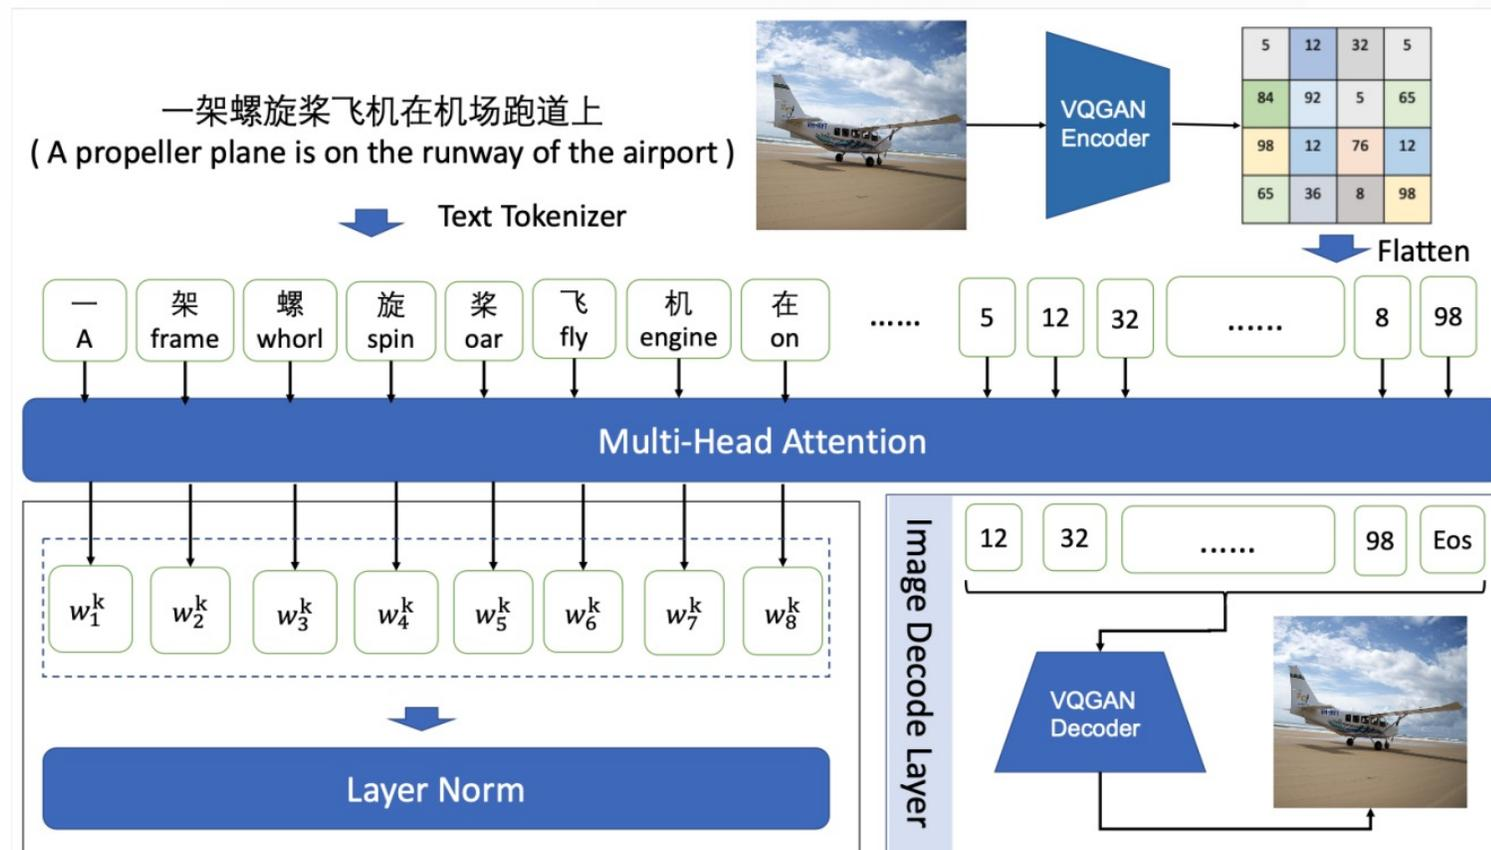 一架螺旋桨飞机在机场跑道上
( A propeller plane is on the runway of the airport )
Text Tokenizer
VQGAN
Encoder
5 12 32 5
84 92 5 65
98 12 76 12
65 36 8 98
Flatten
一 架 螺 旋 桨 飞 机 在
A frame whorl spin oar fly engine on
...... 5 12 32 ...... 8 98
Multi-Head Attention
w₁ᵏ w₂ᵏ w₃ᵏ w₄ᵏ w₅ᵏ w₆ᵏ w₇ᵏ w₈ᵏ
Layer Norm
Image Decode Layer
12 32 ...... 98 Eos
VQGAN
Decoder